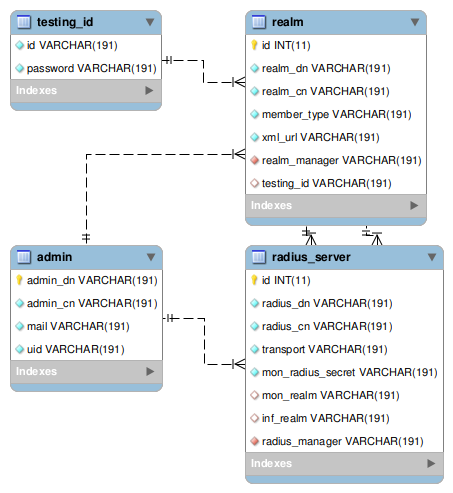 testing_id
id VARCHAR(191)
password VARCHAR(191)
Indexes
realm
id INT(11)
realm_dn VARCHAR(191)
realm_cn VARCHAR(191)
member_type VARCHAR(191)
xml_url VARCHAR(191)
realm_manager VARCHAR(191)
testing_id VARCHAR(191)
Indexes
admin
admin_dn VARCHAR(191)
admin_cn VARCHAR(191)
mail VARCHAR(191)
uid VARCHAR(191)
Indexes
radius_server
id INT(11)
radius_dn VARCHAR(191)
radius_cn VARCHAR(191)
transport VARCHAR(191)
mon_radius_secret VARCHAR(191)
mon_realm VARCHAR(191)
inf_realm VARCHAR(191)
radius_manager VARCHAR(191)
Indexes